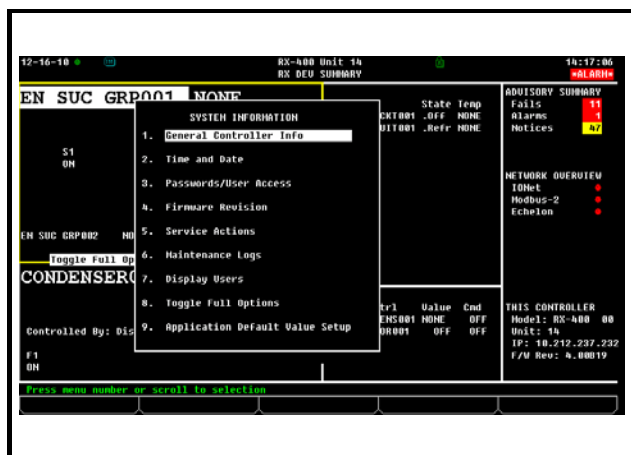 12-16-10
RX-400 Unit 14
14:17:06
RX DEV SUMMARY
*ALARM*
EN SUC GRP001 NONE
S1
ON
EN SUC GRP002 NO
Toggle Full Op
CONDENSER
Controlled By: Dis
F1
ON
SYSTEM INFORMATION
1. General Controller Info
2. Time and Date
3. Passwords/User Access
4. Firmware Revision
5. Service Actions
6. Maintenance Logs
7. Display Users
8. Toggle Full Options
9. Application Default Value Setup
State Temp
CKT001 .OFF NONE
UIT001 .Refr NONE
trl Value Cmd
ENS001 NONE OFF
OR001 OFF OFF
ADVISORY SUMMARY
Fails 11
Alarms 1
Notices 47
NETWORK OVERVIEW
IONet
Modbus-2
Echelon
THIS CONTROLLER
Model: RX-400 00
Unit: 14
IP: 10.212.237.232
F/W Rev: 4.00B19
Press menu number or scroll to selection